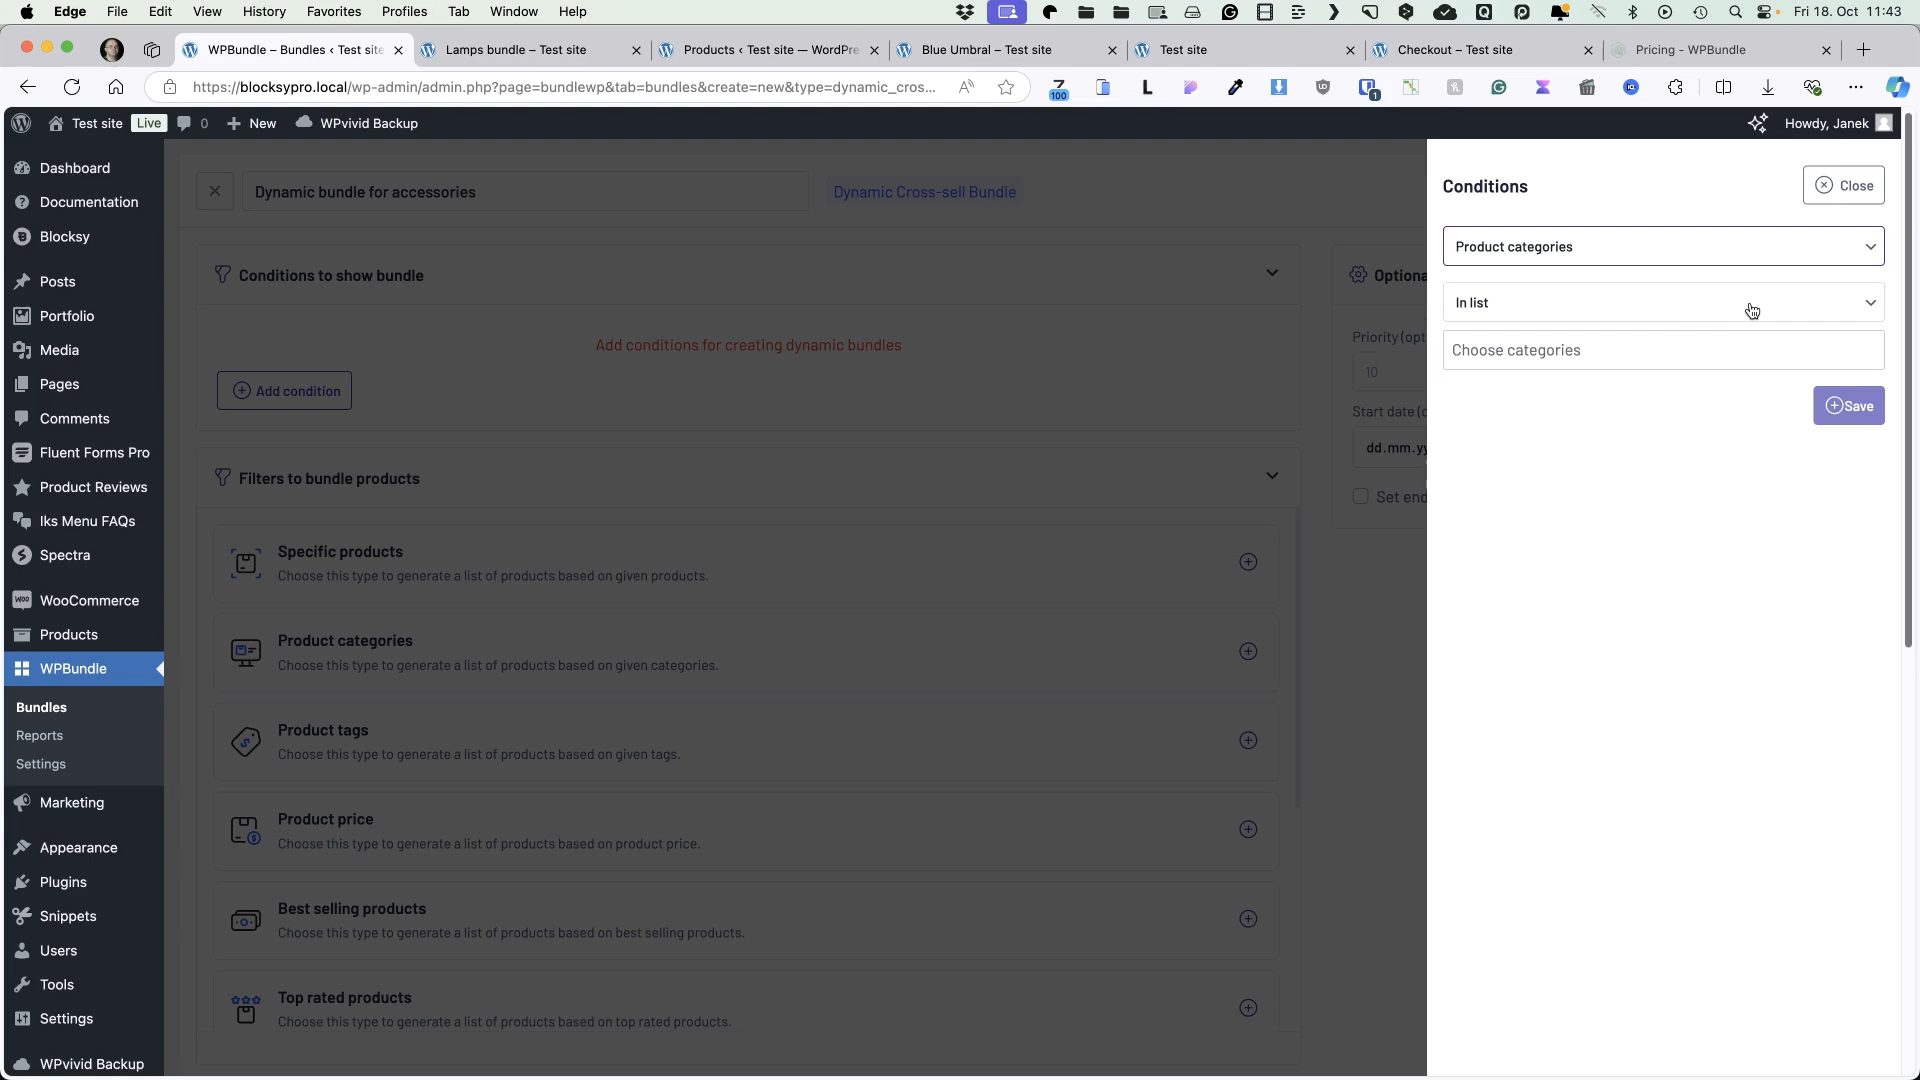 Edge File Edit View History Favorites Profiles Tab Window Help Fri 18. Oct 11:43
WPBundle – Bundles ‹ Test site
Lamps bundle – Test site
Products ‹ Test site — WordPre
Blue Umbral – Test site
Test site
Checkout – Test site
Pricing - WPBundle
https://blocksypro.local/wp-admin/admin.php?page=bundlewp&tab=bundles&create=new&type=dynamic_cros...
100
1
Test site Live 0 New WPvivid Backup Howdy, Janek
Dashboard
Documentation
Blocksy
Posts
Portfolio
Media
Pages
Comments
Fluent Forms Pro
Product Reviews
Iks Menu FAQs
Spectra
WooCommerce
Products
WPBundle
Bundles
Reports
Settings
Marketing
Appearance
Plugins
Snippets
Users
Tools
Settings
WPvivid Backup
Dynamic bundle for accessories
Dynamic Cross-sell Bundle
Conditions to show bundle
Add conditions for creating dynamic bundles
Add condition
Filters to bundle products
Specific products
Choose this type to generate a list of products based on given products.
Product categories
Choose this type to generate a list of products based on given categories.
Product tags
Choose this type to generate a list of products based on given tags.
Product price
Choose this type to generate a list of products based on product price.
Best selling products
Choose this type to generate a list of products based on best selling products.
Top rated products
Choose this type to generate a list of products based on top rated products.
Optiona
Priority (opt
10
Start date (o
dd.mm.yy
Set end
Conditions
Close
Product categories
In list
Choose categories
Save